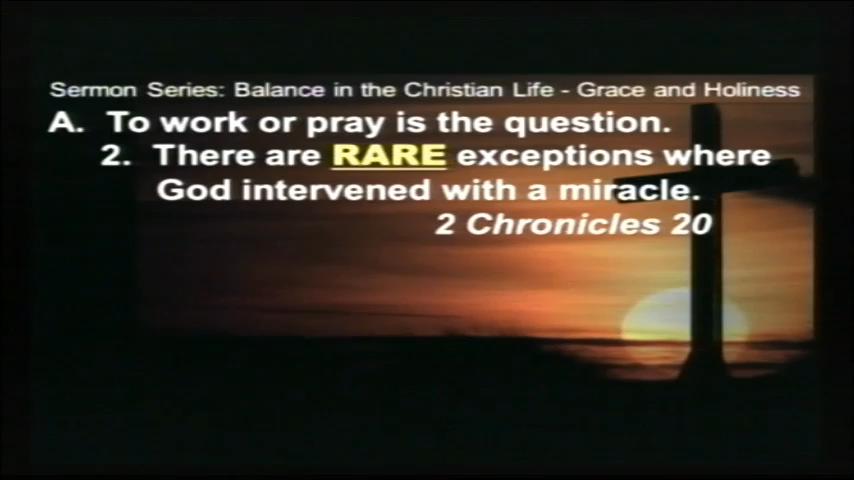 Sermon Series: Balance in the Christian Life - Grace and Holiness
A. To work or pray is the question.
2. There are RARE exceptions where
God intervened with a miracle.
2 Chronicles 20